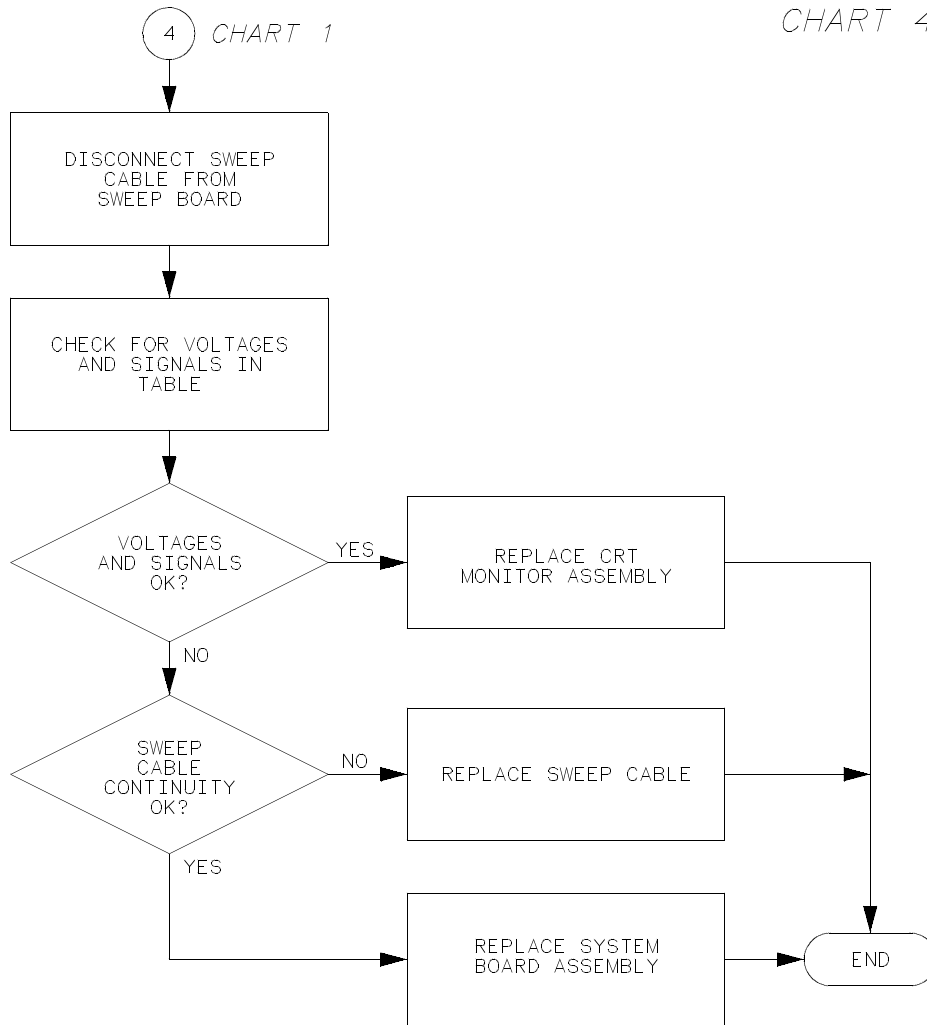 4 CHART 1
CHART 4
DISCONNECT SWEEP
CABLE FROM
SWEEP BOARD
CHECK FOR VOLTAGES
AND SIGNALS IN
TABLE
VOLTAGES
AND SIGNALS
OK?
YES
REPLACE CRT
MONITOR ASSEMBLY
NO
SWEEP
CABLE
CONTINUITY
OK?
NO
REPLACE SWEEP CABLE
YES
REPLACE SYSTEM
BOARD ASSEMBLY
END